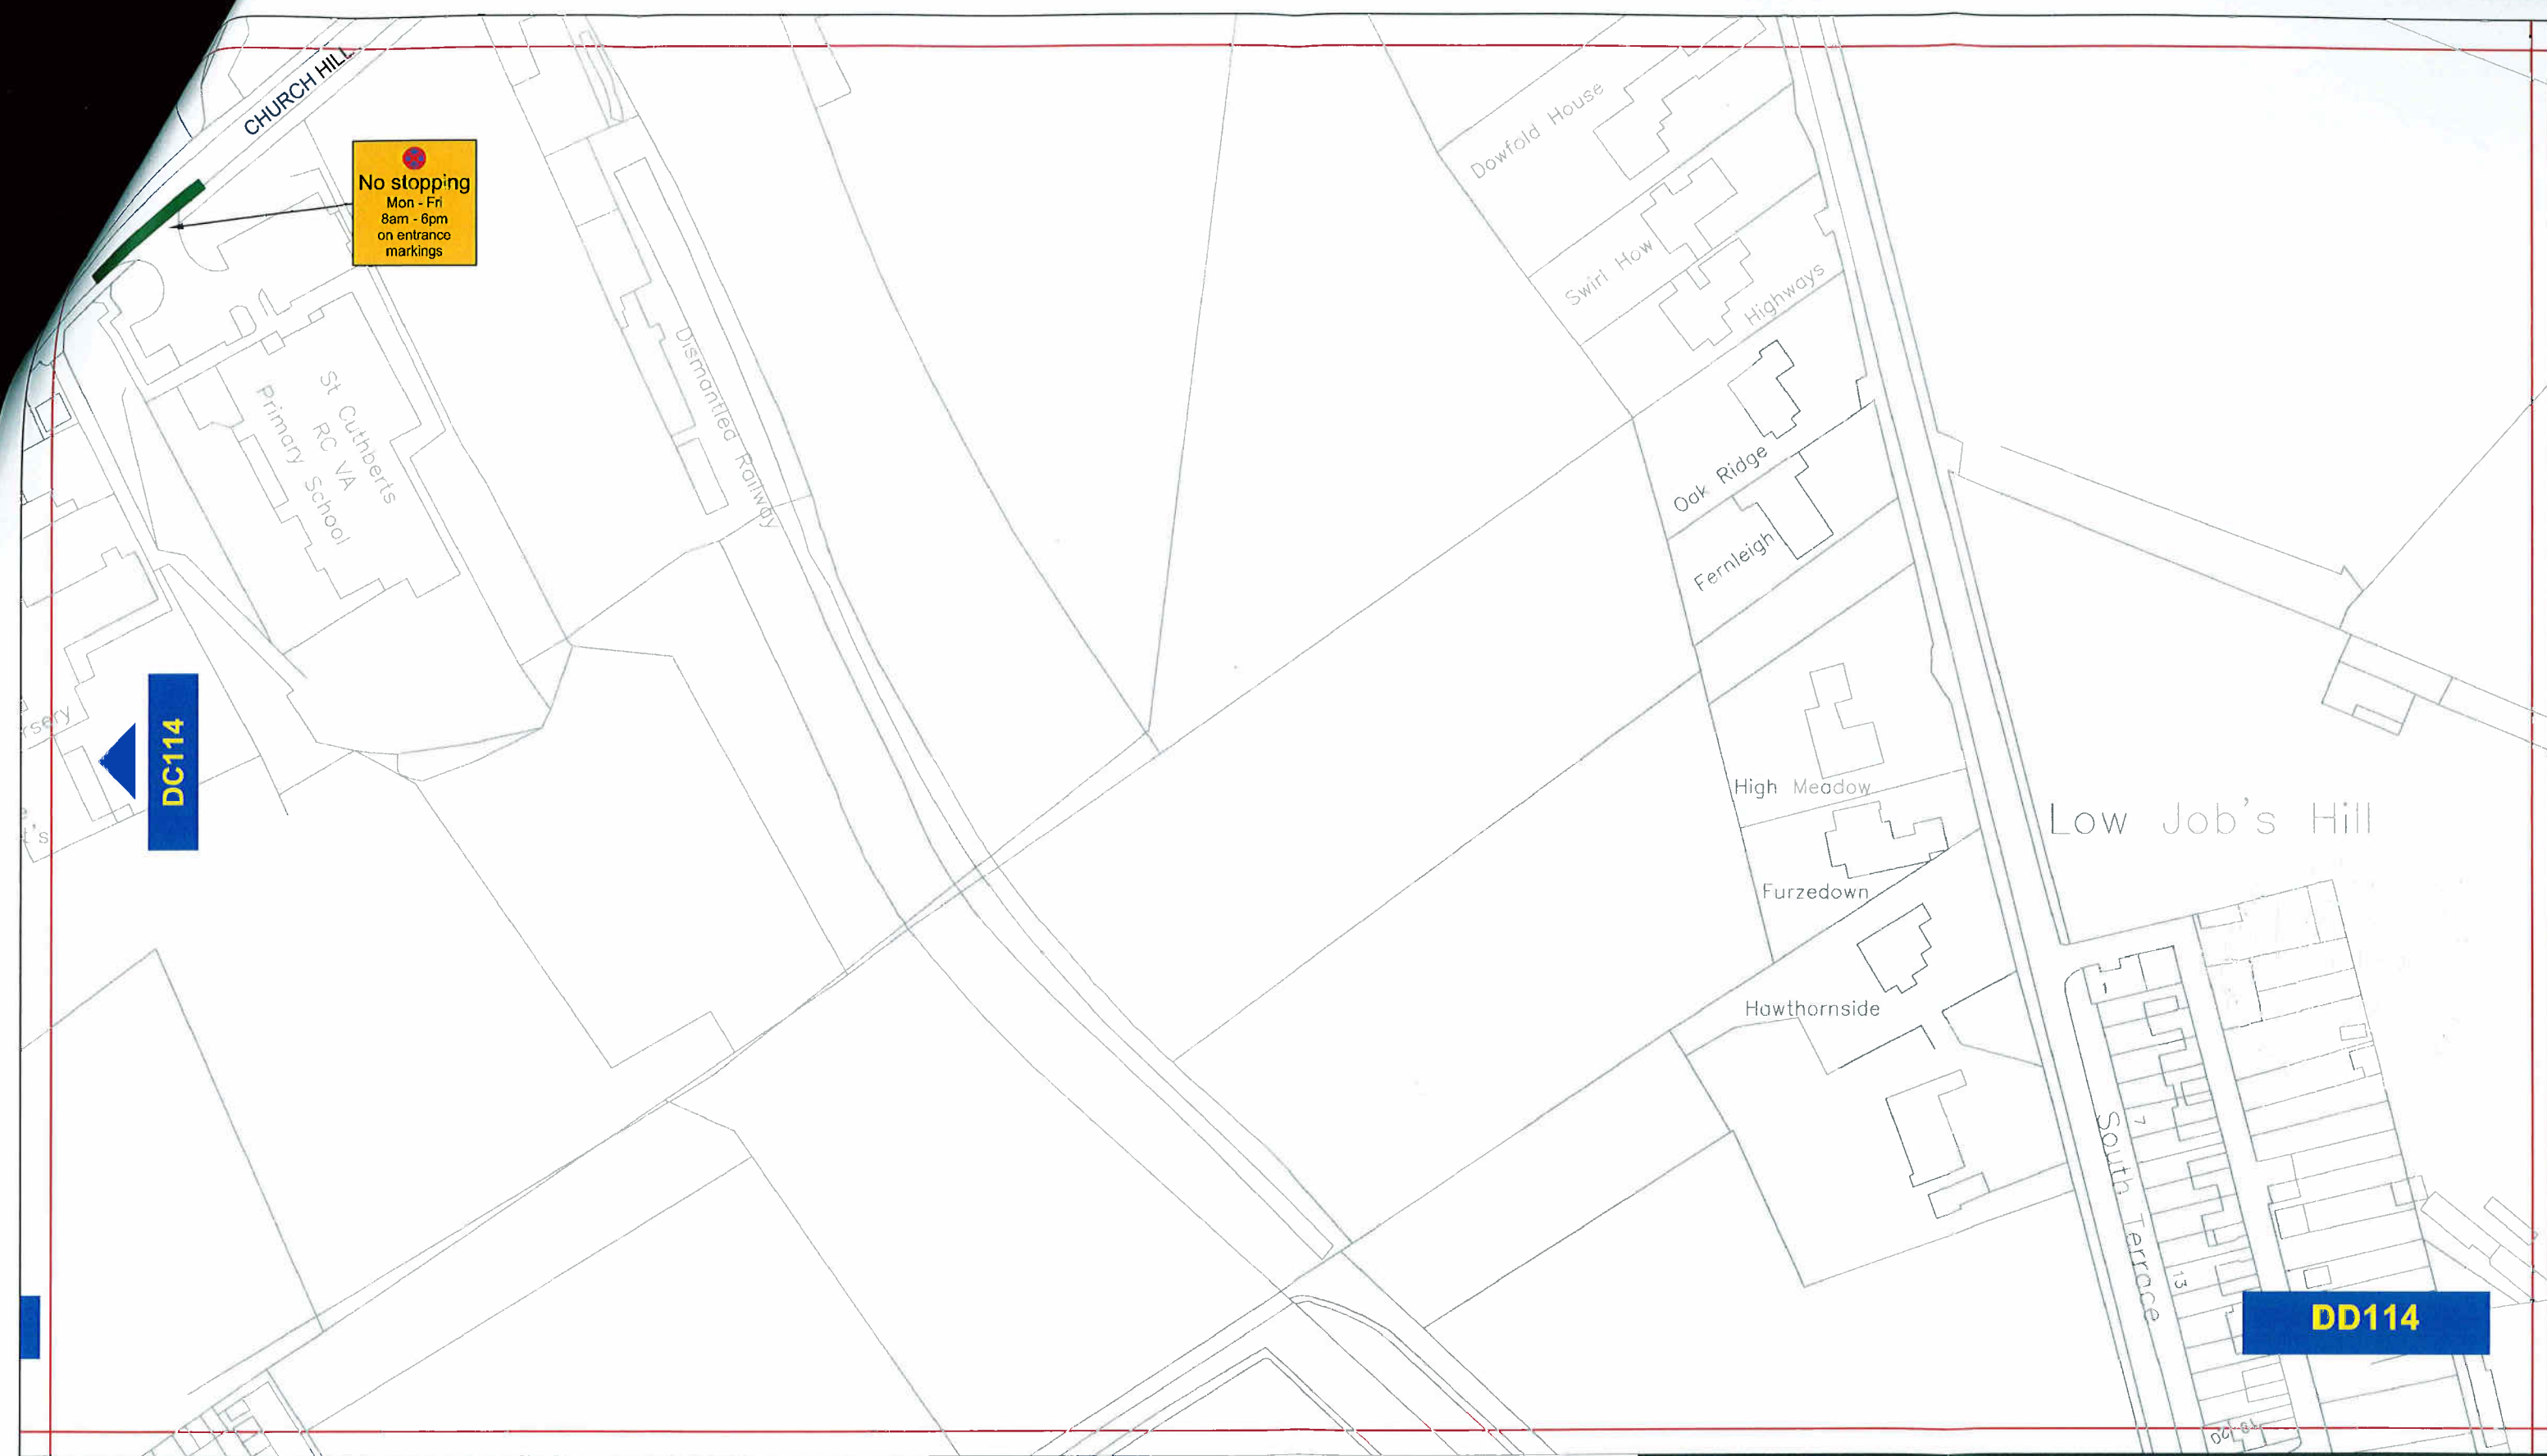 CHURCH HILL
No stopping
Mon - Fri
8am - 6pm
on entrance
markings
Dowfold House
Swirl How
Highways
Dismantled Railway
St Cuthberts
RC VA
Primary School
Oak Ridge
Fernleigh
DC114
High Meadow
Low Job's Hill
Furzedown
Hawthornside
1
7
South Terrace
13
DD114